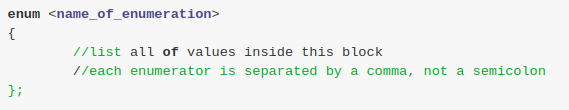 enum <name_of_enumeration>
{
        //list all of values inside this block
        //each enumerator is separated by a comma, not a semicolon
};